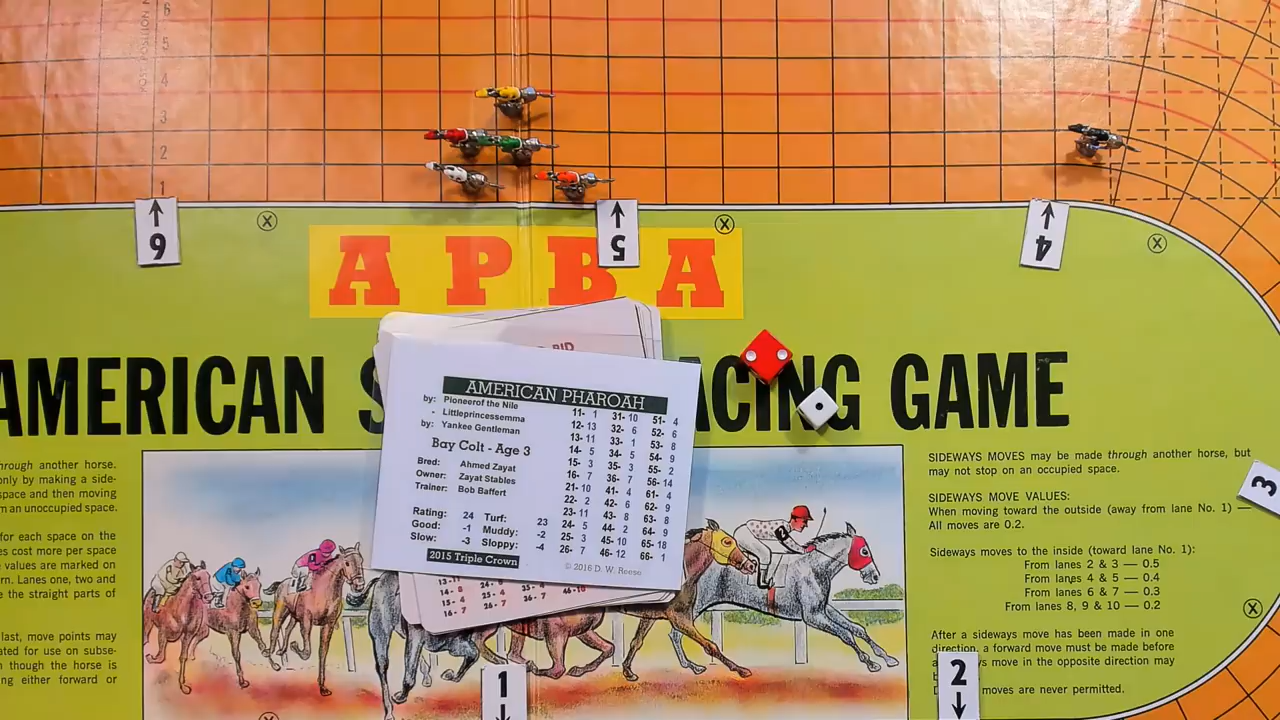 6
5
4
3
2
1
6
5
4
X
X
X
APBA
AMERICAN S
ACING GAME
AMERICAN PHAROAH
by: Pioneerof the Nile
- Littleprincessemma
by: Yankee Gentleman
Bay Colt - Age 3
Bred: Ahmed Zayat
Owner: Zayat Stables
Trainer: Bob Baffert
Rating: 24 Turf: 23
Good: -1 Muddy: -2
Slow: -3 Sloppy: -4
2015 Triple Crown
11- 1 31- 10 51- 4
12- 13 32- 6 52- 6
13- 11 33- 1 53- 8
14- 5 34- 5 54- 9
15- 3 35- 3 55- 2
16- 7 36- 7 56- 14
21- 10 41- 4 61- 4
22- 2 42- 6 62- 9
23- 11 43- 8 63- 8
24- 5 44- 2 64- 9
25- 3 45- 10 65- 18
26- 7 46- 12 66- 1
© 2016 D. W. Reese
15- 4
16- 7
through another horse.
only by making a side-
space and then moving
an unoccupied space.
for each space on the
es cost more per space
values are marked on
rn. Lanes one, two and
e the straight parts of
last, move points may
ated for use on subse-
though the horse is
ng either forward or
SIDEWAYS MOVES may be made through another horse, but
may not stop on an occupied space.
SIDEWAYS MOVE VALUES:
When moving toward the outside (away from lane No. 1) —
All moves are 0.2.
Sideways moves to the inside (toward lane No. 1):
From lanes 2 & 3 — 0.5
From lanes 4 & 5 — 0.4
From lanes 6 & 7 — 0.3
From lanes 8, 9 & 10 — 0.2
After a sideways move has been made in one
direction, a forward move must be made before
s move in the opposite direction may
moves are never permitted.
3
X
1
2